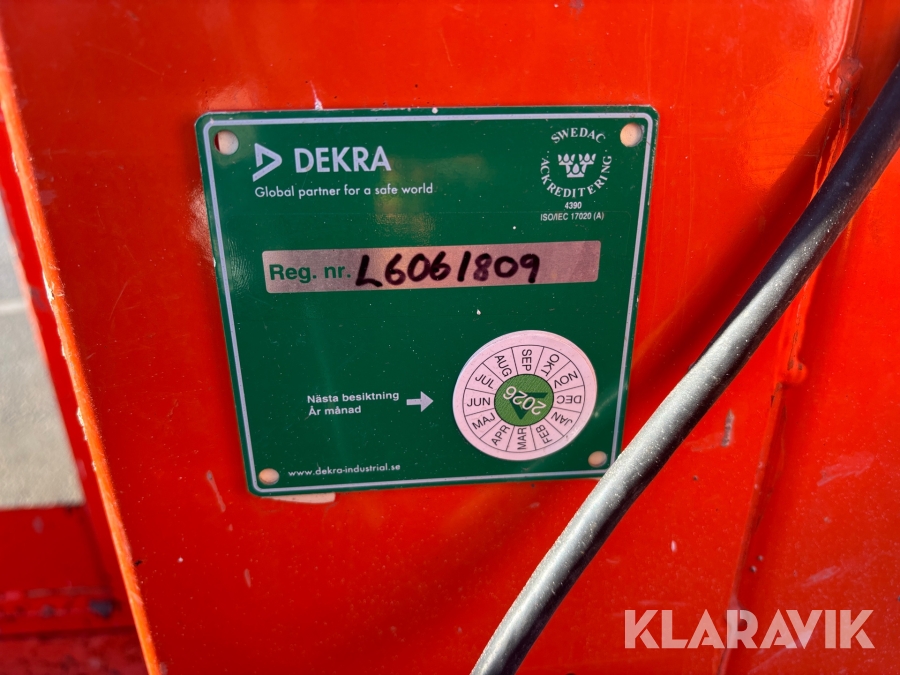 DEKRA
Global partner for a safe world
SWEDAC
ACKREDITERING
4390
ISO/IEC 17020 (A)
Reg. nr. L6061809
Nästa besiktning
År månad
JAN
FEB
MAR
APR
MAJ
JUN
JUL
AUG
SEP
OKT
NOV
DEC
2026
www.dekra-industrial.se
KLARAVIK